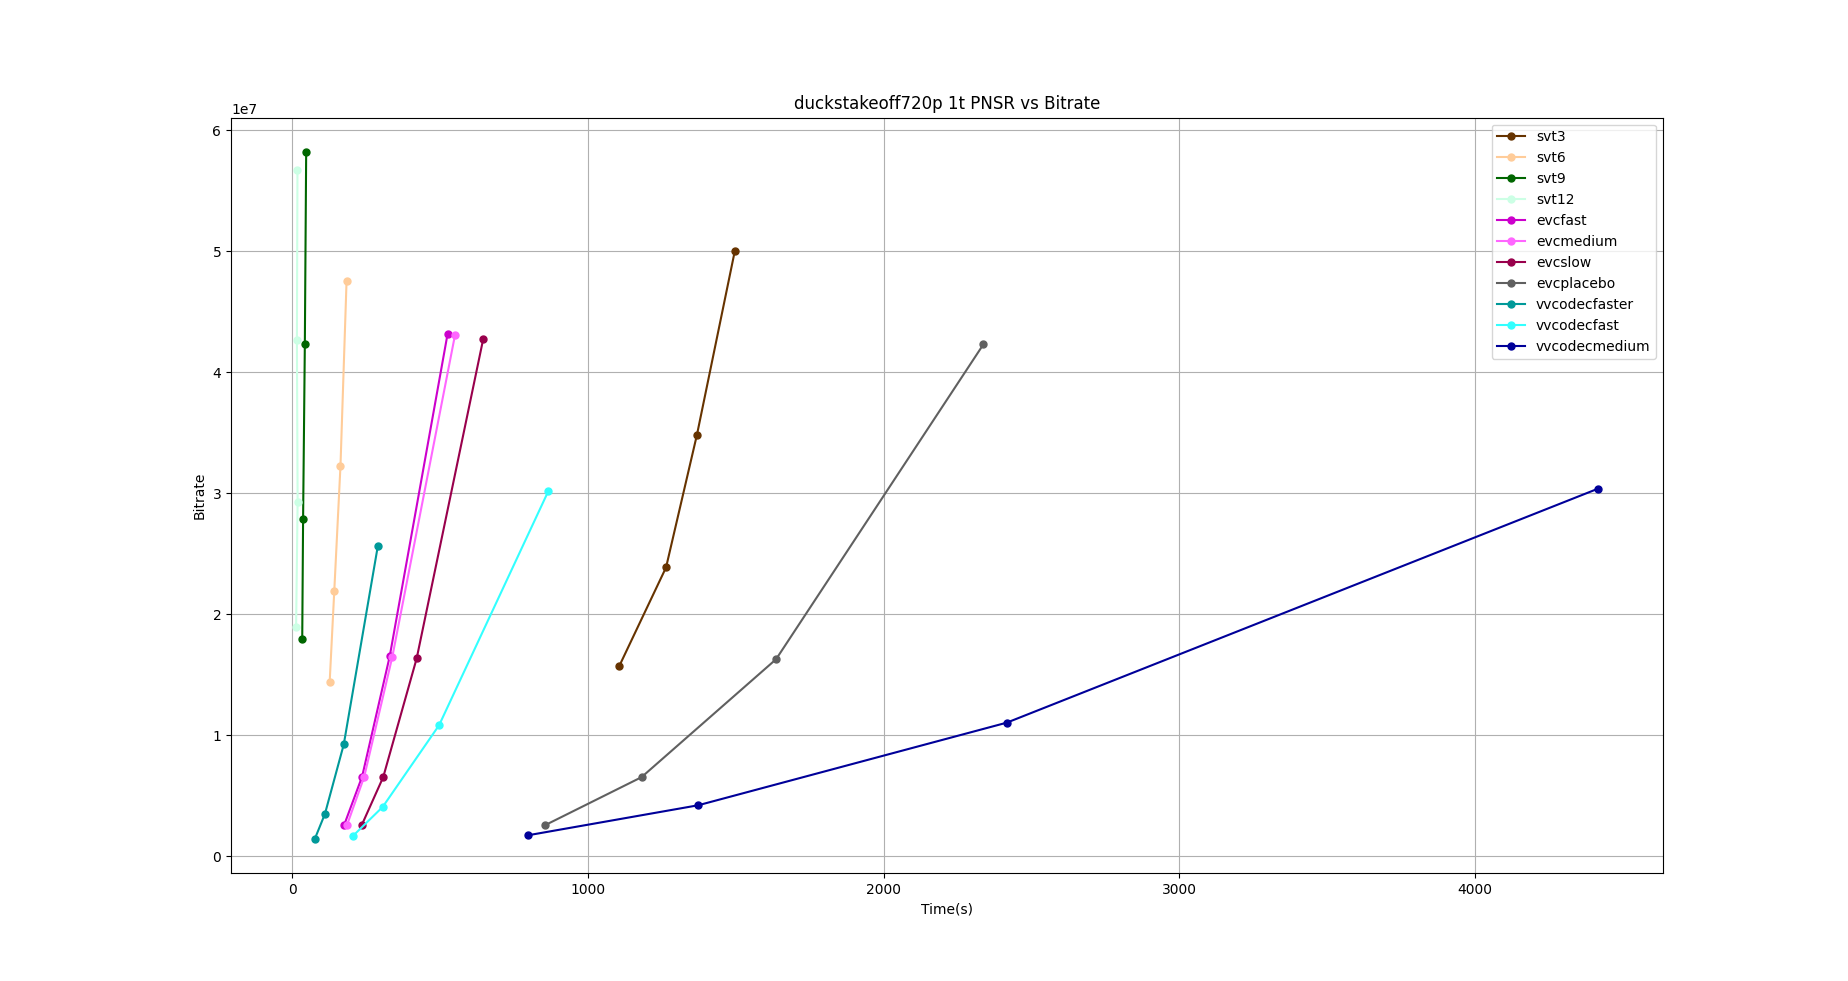 duckstakeoff720p 1t PNSR vs Bitrate
1e7
6
5
4
3
2
1
0
Bitrate
0
1000
2000
3000
4000
Time(s)
svt3
svt6
svt9
svt12
evcfast
evcmedium
evcslow
evcplacebo
vvcodecfaster
vvcodecfast
vvcodecmedium